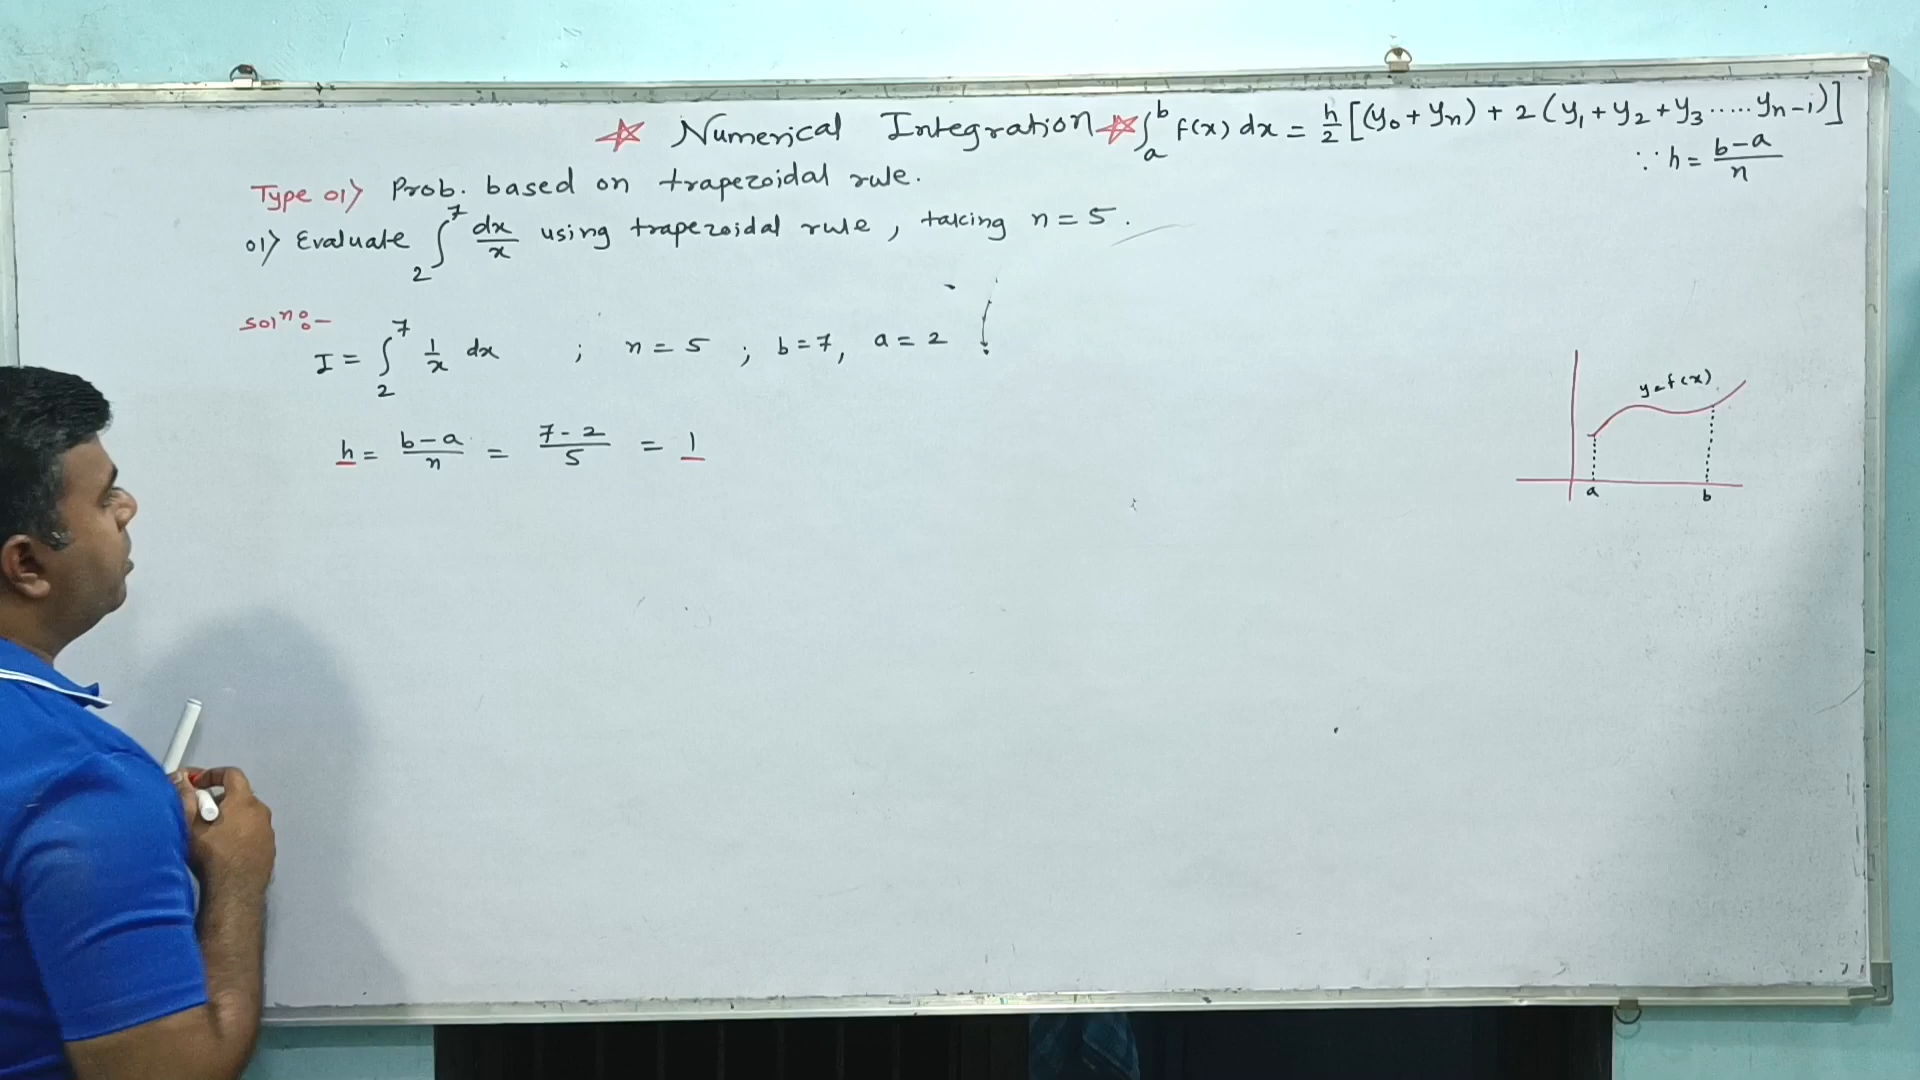 ☆ Numerical Integration ☆ ∫_a^b f(x) dx = h/2 [(y₀ + yₙ) + 2 (y₁ + y₂ + y₃ ..... yₙ₋₁)]
∵ h = (b-a)/n
Type 01> Prob. based on trapezoidal rule.
01> Evaluate ∫_2^7 dx/x using trapezoidal rule, taking n = 5.
Solⁿ:-
I = ∫_2^7 1/x dx ; n = 5 ; b = 7, a = 2
y=f(x)
h = (b-a)/n = (7-2)/5 = 1
a b